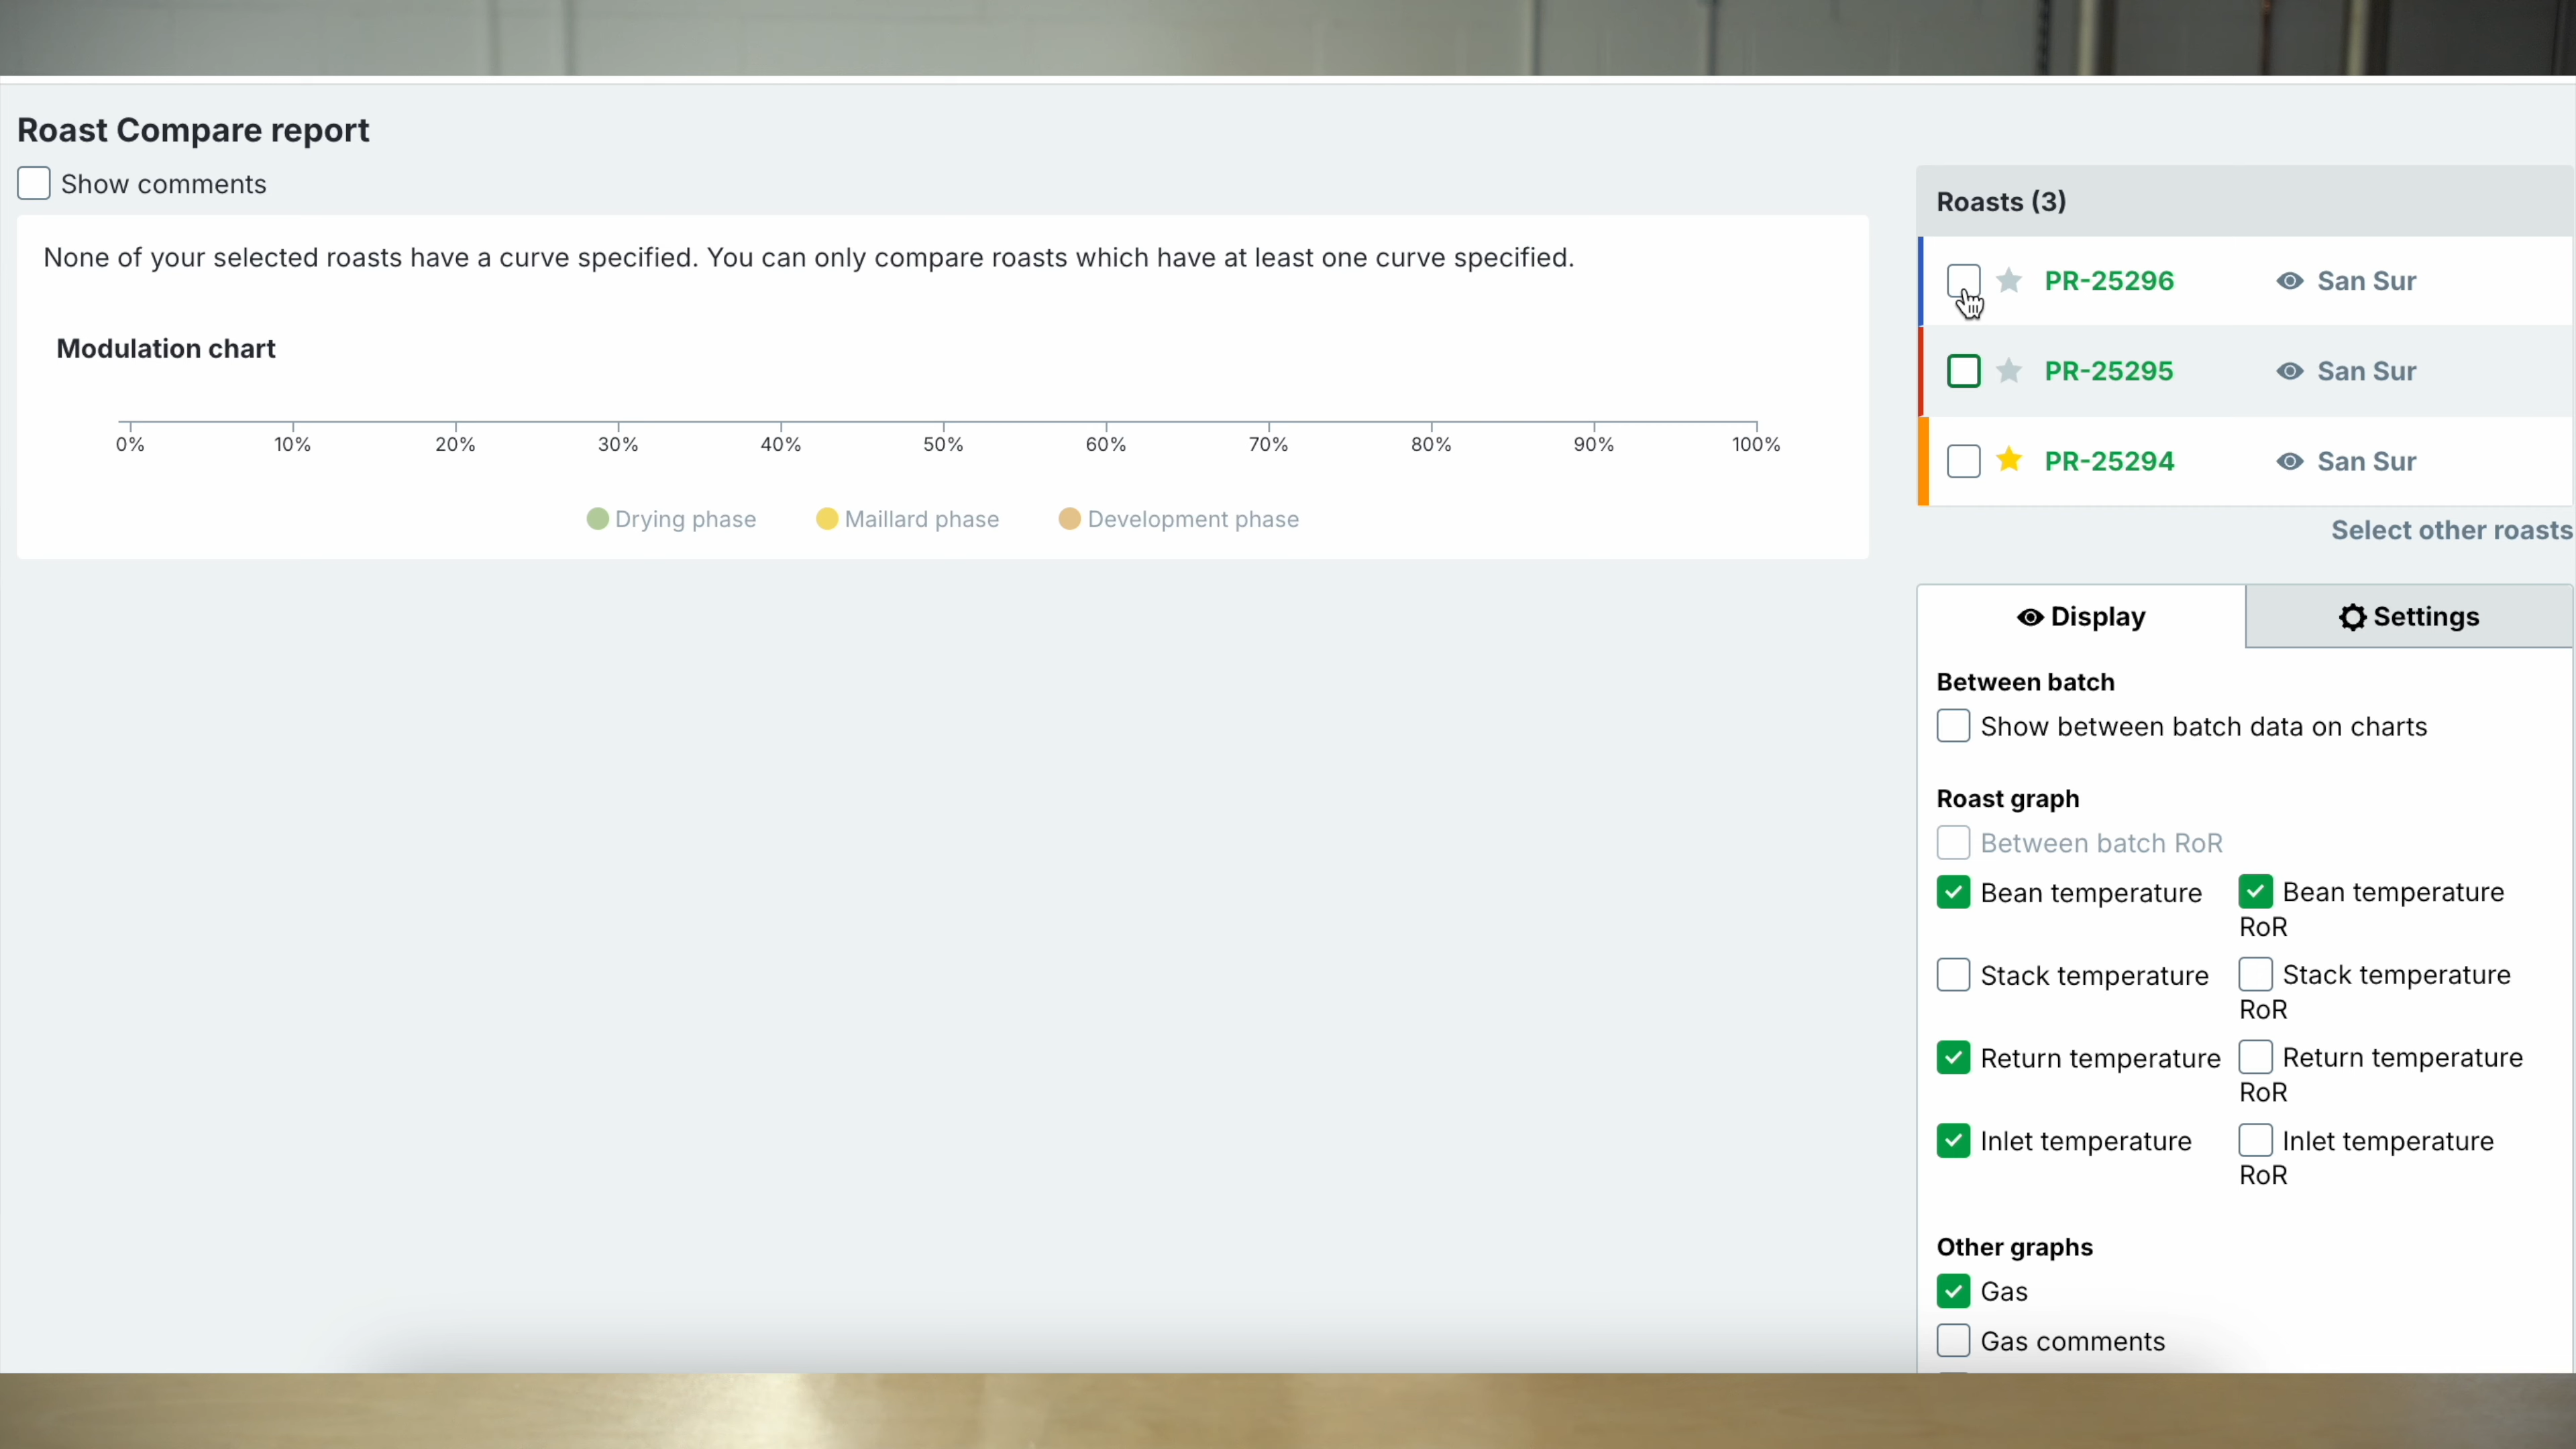 Roast Compare report
Show comments
None of your selected roasts have a curve specified. You can only compare roasts which have at least one curve specified.
Modulation chart
0% 10% 20% 30% 40% 50% 60% 70% 80% 90% 100%
Drying phase Maillard phase Development phase
Roasts (3)
PR-25296 San Sur
PR-25295 San Sur
PR-25294 San Sur
Select other roasts
Display Settings
Between batch
Show between batch data on charts
Roast graph
Between batch RoR
Bean temperature Bean temperature
RoR
Stack temperature Stack temperature
RoR
Return temperature Return temperature
RoR
Inlet temperature Inlet temperature
RoR
Other graphs
Gas
Gas comments